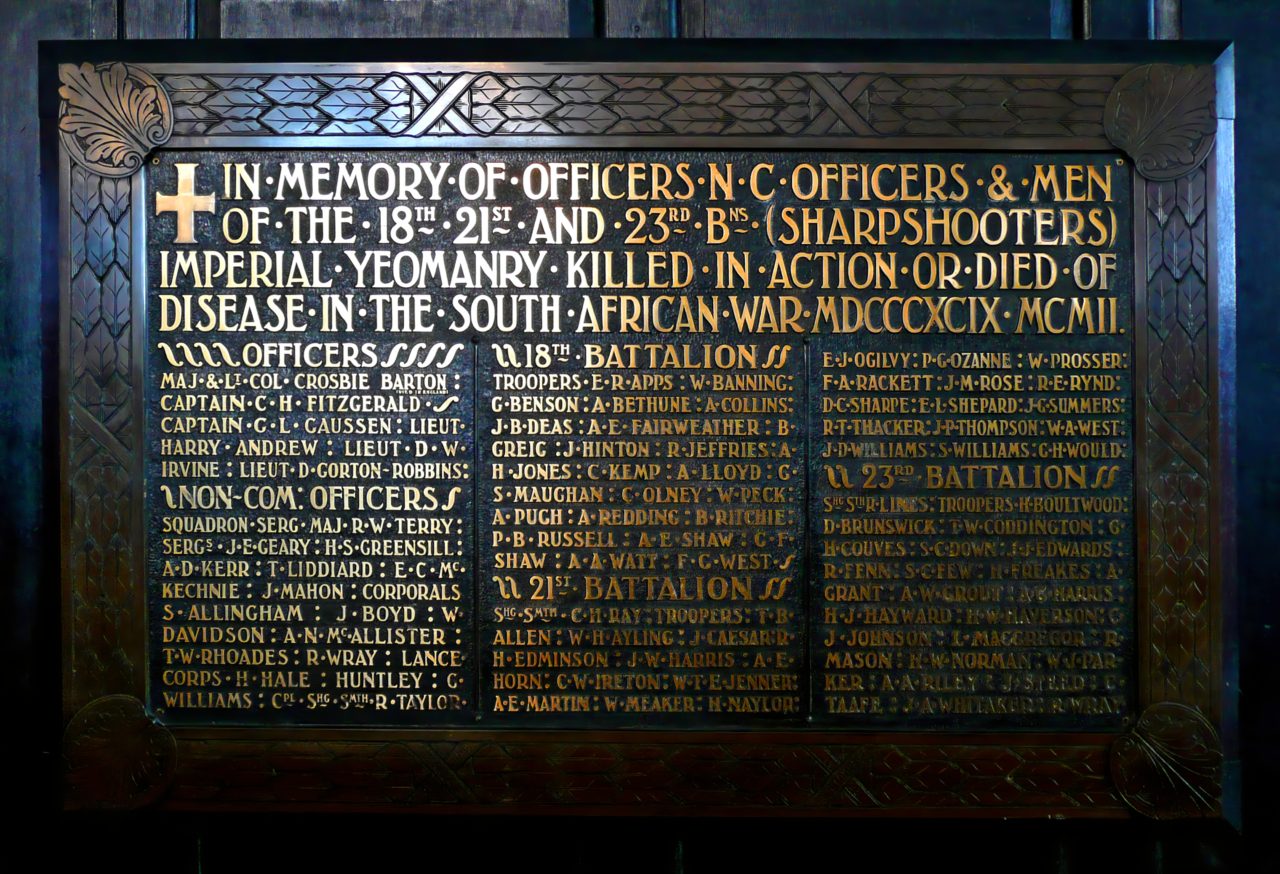 IN·MEMORY·OF·OFFICERS·N·C·OFFICERS·&·MEN
OF·THE·18TH·21ST·AND·23RD·BNS·(SHARPSHOOTERS)
IMPERIAL·YEOMANRY·KILLED·IN·ACTION·OR·DIED·OF
DISEASE·IN·THE·SOUTH·AFRICAN·WAR·MDCCCXCIX·MCMII.
OFFICERS
MAJ·&·LT·COL·CROSBIE BARTON:
DIED IN ENGLAND
CAPTAIN·C·H·FITZGERALD·
CAPTAIN·G·L·GAUSSEN: LIEUT·
HARRY·ANDREW: LIEUT·D·W·
IRVINE: LIEUT·D·GORTON-ROBBINS:
NON-COM: OFFICERS
SQUADRON·SERG·MAJ·R·W·TERRY:
SERGS·J·E·GEARY: H·S·GREENSILL:
A·D·KERR: T·LIDDIARD: E·C·MC·
KECHNIE: J·MAHON: CORPORALS
S·ALLINGHAM: J·BOYD: W·
DAVIDSON: A·N·MCALLISTER:
T·W·RHOADES: R·WRAY: LANCE·
CORPS·H·HALE: HUNTLEY: G·
WILLIAMS: CPL·SHG·SMTH·R·TAYLOR·
18TH·BATTALION
TROOPERS·E·R·APPS: W·BANNING:
G·BENSON: A·BETHUNE: A·COLLINS:
J·B·DEAS: A·E·FAIRWEATHER: B·
GREIG: J·HINTON: R·JEFFRIES: A·
H·JONES: C·KEMP: A·LLOYD: G·
S·MAUGHAN: C·OLNEY: W·PECK:
A·PUGH: A·REDDING: B·RITCHIE:
P·B·RUSSELL: A·E·SHAW: G·F·
SHAW: A·A·WATT: F·G·WEST·
21ST·BATTALION
SHG·SMTH·C·H·RAY: TROOPERS: T·B·
ALLEN: W·H·AYLING: J·CAESAR: R·
H·EDMINSON: J·W·HARRIS: A·E·
HORN: C·W·IRETON: W·T·E·JENNER:
A·E·MARTIN: W·MEAKER: H·NAYLOR:
E·J·OGILVY: P·G·OZANNE: W·PROSSER:
F·A·RACKETT: J·M·ROSE: R·E·RYND:
D·C·SHARPE: E·L·SHEPARD: J·G·SUMMERS:
R·T·THACKER: J·P·THOMPSON: W·A·WEST:
J·D·WILLIAMS: S·WILLIAMS: G·H·WOULD:
23RD·BATTALION
SHG STH·R·LINES: TROOPERS·H·BOULTWOOD:
D·BRUNSWICK: T·W·CODDINGTON: G·
H·COUVES: S·C·DOWN: J·J·EDWARDS:
R·FENN: S·C·FEW: H·FREAKES: A·
GRANT: A·W·GROUT: HARRIS:
H·J·HAYWARD: H·W·HAVERSON: G·
J·JOHNSON: L·MACGREGOR: R·
MASON: H·W·NORMAN: W·J·PAR-
KER: A·A·RILEY: J·STEED: C·
TAAFE: J·A·WHITAKER: R·WRAY·